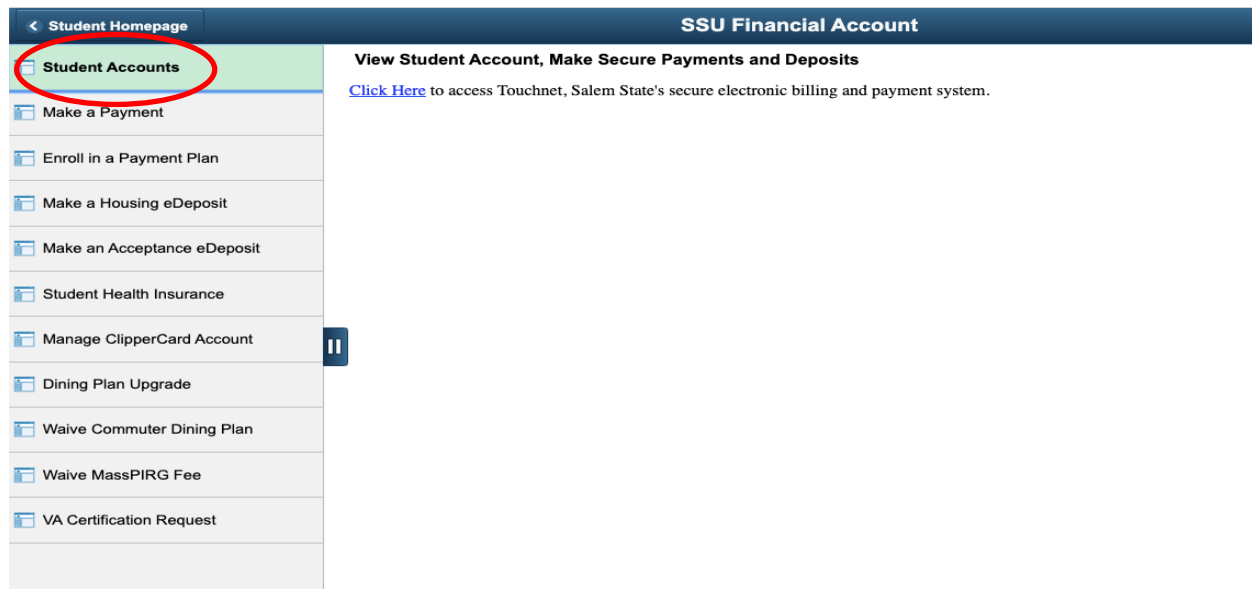 Student Homepage
SSU Financial Account
Student Accounts
Make a Payment
Enroll in a Payment Plan
Make a Housing eDeposit
Make an Acceptance eDeposit
Student Health Insurance
Manage ClipperCard Account
Dining Plan Upgrade
Waive Commuter Dining Plan
Waive MassPIRG Fee
VA Certification Request
View Student Account, Make Secure Payments and Deposits
Click Here to access Touchnet, Salem State's secure electronic billing and payment system.